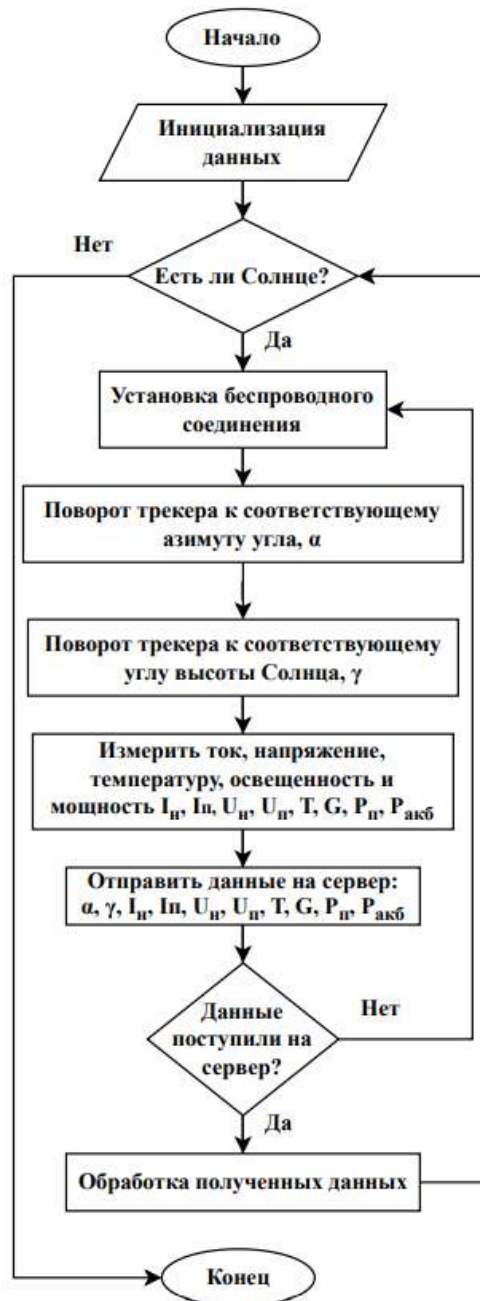 Начало
Инициализация
данных
Нет
Есть ли Солнце?
Да
Установка беспроводного
соединения
Поворот трекера к соответствующему
азимуту угла, α
Поворот трекера к соответствующему
углу высоты Солнца, γ
Измерить ток, напряжение,
температуру, освещенность и
мощность Iн, Iп, Uн, Uп, T, G, Pп, Pакб
Отправить данные на сервер:
α, γ, Iн, Iп, Uн, Uп, T, G, Pп, Pакб
Данные
поступили на
сервер?
Нет
Да
Обработка полученных данных
Конец